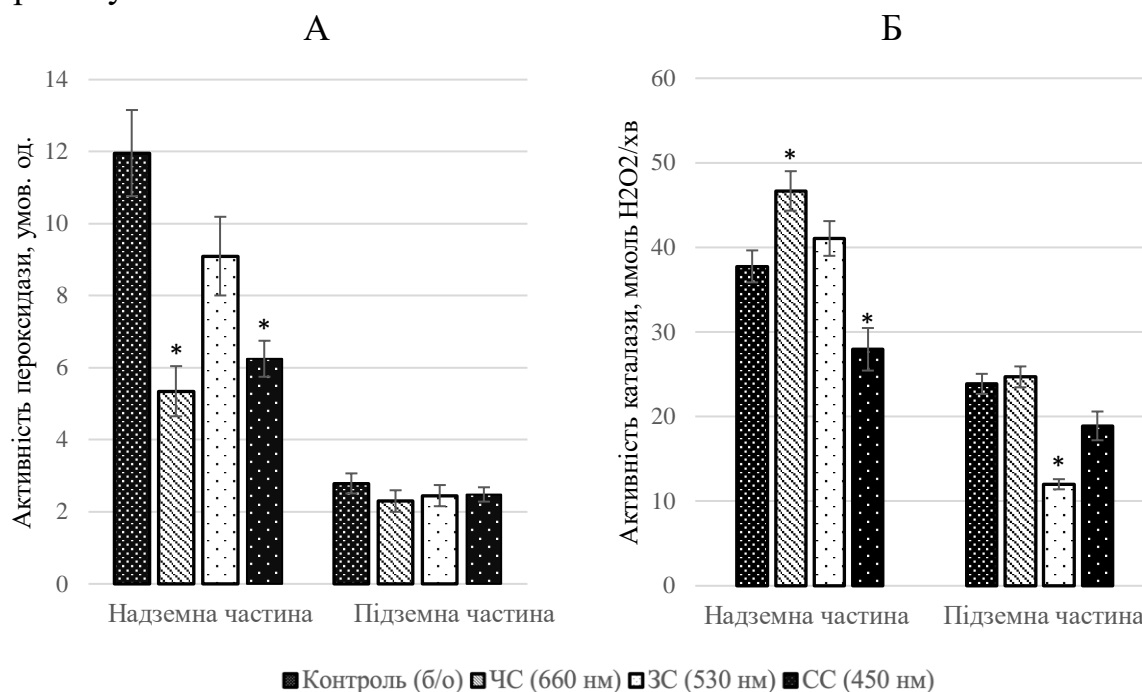 А
Активність пероксидази, умов. од.
14
12
10
8
6
4
2
0
*
*
Надземна частина
Підземна частина
Б
Активність каталази, ммоль H2O2/хв
60
50
40
30
20
10
0
*
*
*
Надземна частина
Підземна частина
Контроль (б/о) ЧС (660 нм) ЗС (530 нм) СС (450 нм)